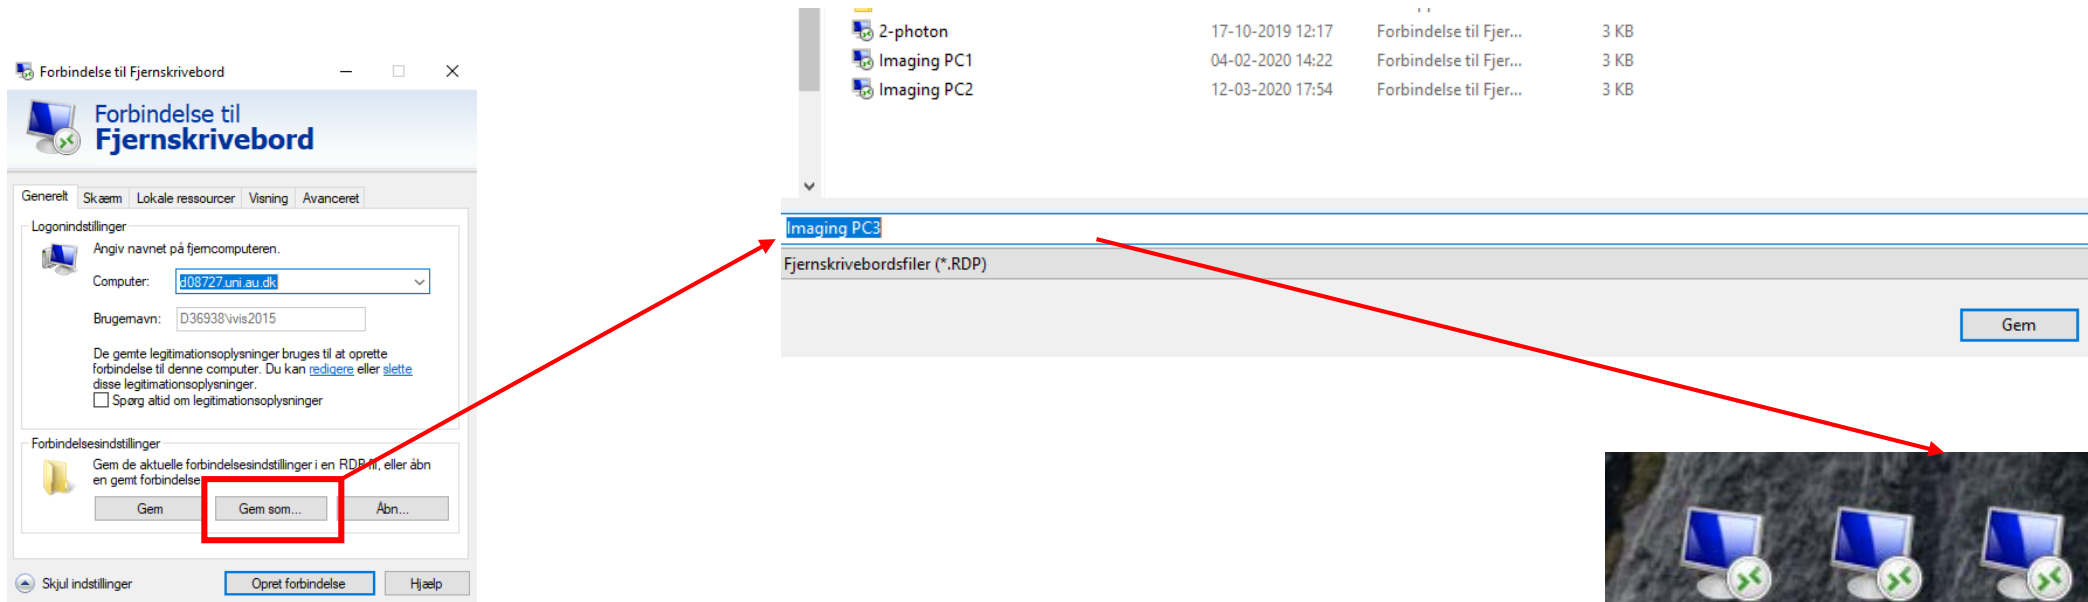 Forbindelse til Fjernskrivebord
Forbindelse til
Fjernskrivebord
Generelt Skærm Lokale ressourcer Visning Avanceret
Logonindstillinger
Angiv navnet på fjerncomputeren.
Computer: d08727.uni.au.dk
Brugernavn: D36938\ivis2015
De gemte legitimationsoplysninger bruges til at oprette
forbindelse til denne computer. Du kan redigere eller slette
disse legitimationsoplysninger.
Spørg altid om legitimationsoplysninger
Forbindelsesindstillinger
Gem de aktuelle forbindelsesindstillinger i en RDP-fil, eller åbn
en gemt forbindelse
Gem Gem som... Åbn...
Skjul indstillinger Opret forbindelse Hjælp
2-photon 17-10-2019 12:17 Forbindelse til Fjer... 3 KB
Imaging PC1 04-02-2020 14:22 Forbindelse til Fjer... 3 KB
Imaging PC2 12-03-2020 17:54 Forbindelse til Fjer... 3 KB
Imaging PC3
Fjernskrivebordsfiler (*.RDP)
Gem